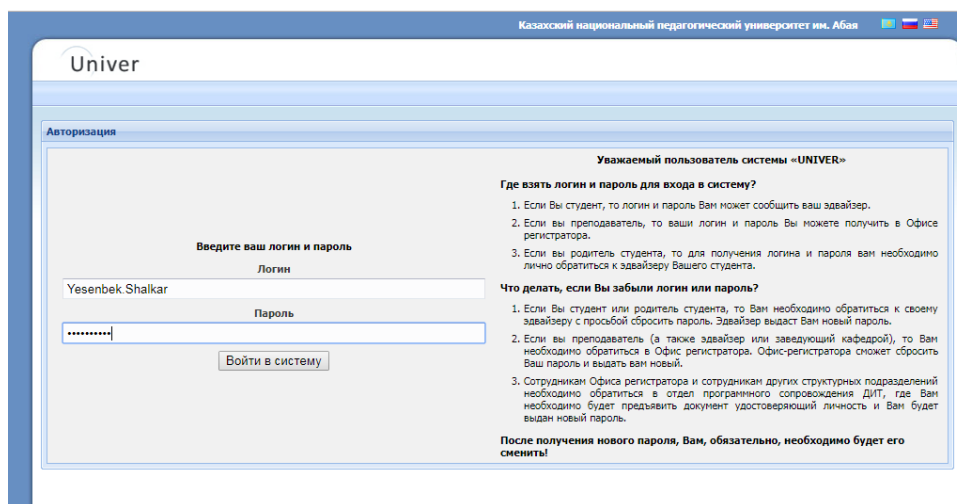 Казахский национальный педагогический университет им. Абая
Univer
Авторизация
Введите ваш логин и пароль
Логин
Yesenbek.Shalkar
Пароль
••••••••••
Войти в систему
Уважаемый пользователь системы «UNIVER»
Где взять логин и пароль для входа в систему?
1. Если Вы студент, то логин и пароль Вам может сообщить ваш эдвайзер.
2. Если вы преподаватель, то ваши логин и пароль Вы можете получить в Офисе
регистратора.
3. Если вы родитель студента, то для получения логина и пароля вам необходимо
лично обратиться к эдвайзеру Вашего студента.
Что делать, если Вы забыли логин или пароль?
1. Если Вы студент или родитель студента, то Вам необходимо обратиться к своему
эдвайзеру с просьбой сбросить пароль. Эдвайзер выдаст Вам новый пароль.
2. Если вы преподаватель (а также эдвайзер или заведующий кафедрой), то Вам
необходимо обратиться в Офис регистратора. Офис-регистратора сможет сбросить
Ваш пароль и выдать вам новый.
3. Сотрудникам Офиса регистратора и сотрудникам других структурных подразделений
необходимо обратиться в отдел программного сопровождения ДИТ, где Вам
необходимо будет предъявить документ удостоверяющий личность и Вам будет
выдан новый пароль.
После получения нового пароля, Вам, обязательно, необходимо будет его
сменить!